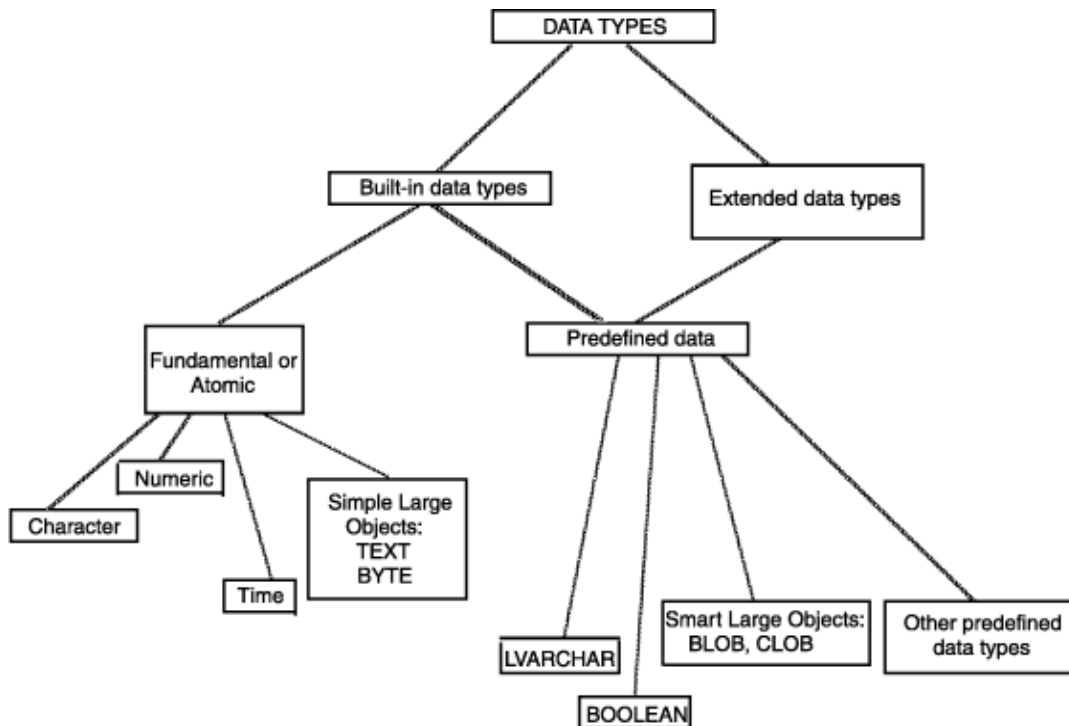 DATA TYPES
Built-in data types
Extended data types
Fundamental or
Atomic
Predefined data
Numeric
Character
Simple Large
Objects:
TEXT
BYTE
Time
LVARCHAR
BOOLEAN
Smart Large Objects:
BLOB, CLOB
Other predefined
data types